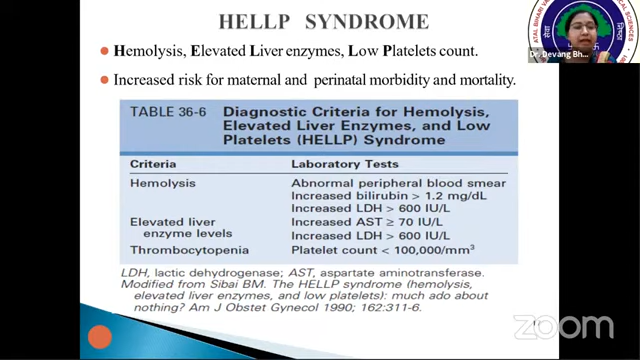 HELLP SYNDROME
Hemolysis, Elevated Liver enzymes, Low Platelets count.
Increased risk for maternal and perinatal morbidity and mortality.
TABLE 36-6 Diagnostic Criteria for Hemolysis,
Elevated Liver Enzymes, and Low
Platelets (HELLP) Syndrome
Criteria Laboratory Tests
Hemolysis Abnormal peripheral blood smear
Increased bilirubin > 1.2 mg/dL
Increased LDH > 600 IU/L
Elevated liver Increased AST ≥ 70 IU/L
enzyme levels Increased LDH > 600 IU/L
Thrombocytopenia Platelet count < 100,000/mm³
LDH, lactic dehydrogenase; AST, aspartate aminotransferase.
Modified from Sibai BM. The HELLP syndrome (hemolysis,
elevated liver enzymes, and low platelets): much ado about
nothing? Am J Obstet Gynecol 1990; 162:311-6.
ATAL BIHARI
Dr. Devang Bh...
zoom